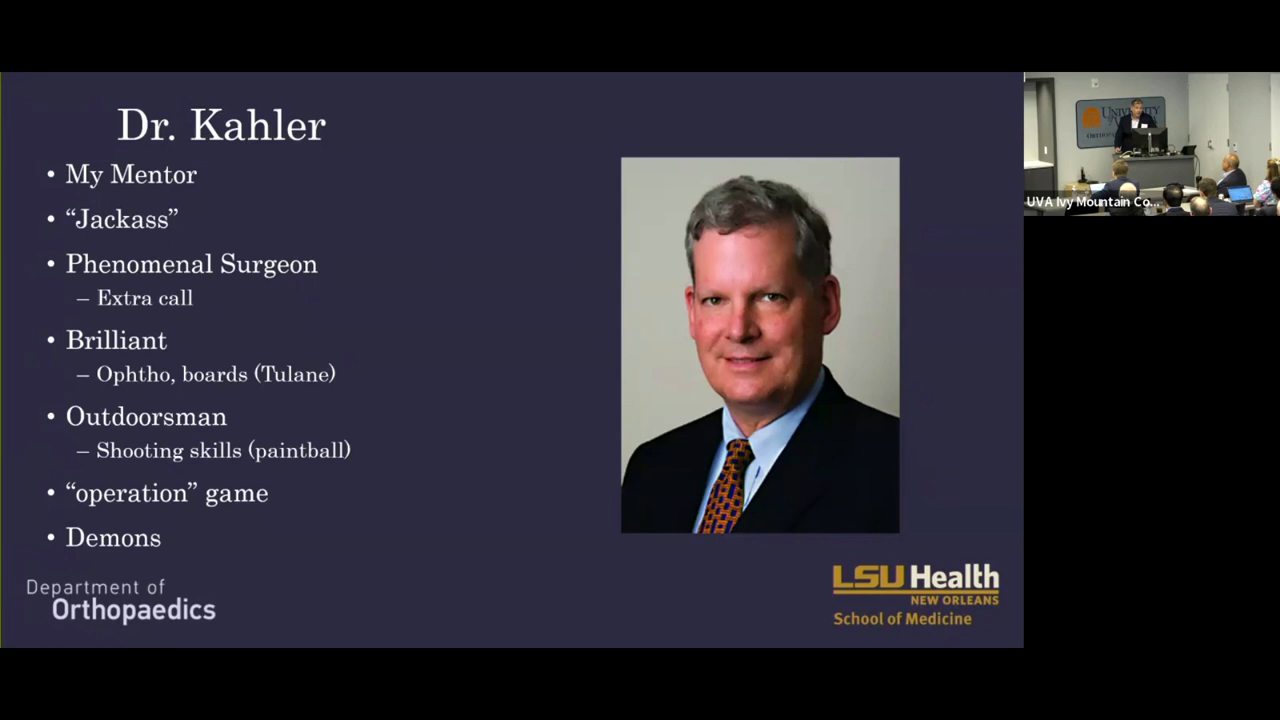 Dr. Kahler
• My Mentor
• “Jackass”
• Phenomenal Surgeon
– Extra call
• Brilliant
– Ophtho, boards (Tulane)
• Outdoorsman
– Shooting skills (paintball)
• “operation” game
• Demons
Department of
Orthopaedics
LSU Health
NEW ORLEANS
School of Medicine
UNIVERSITY
UVA Ivy Mountain Co...